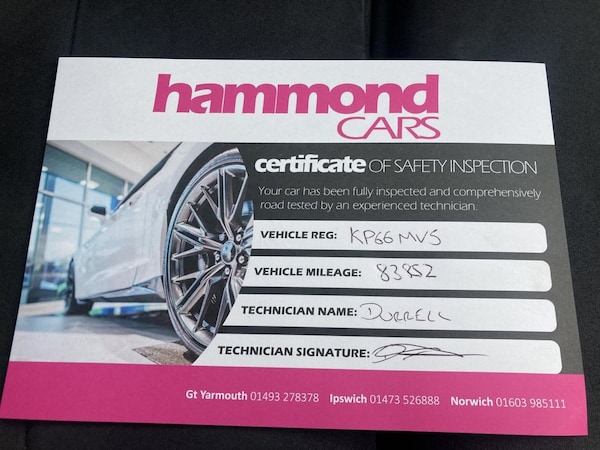 hammond
CARS
certificate OF SAFETY INSPECTION
Your car has been fully inspected and comprehensively
road tested by an experienced technician.
VEHICLE REG: KP66 MVS
VEHICLE MILEAGE: 83852
TECHNICIAN NAME: DURRELL
TECHNICIAN SIGNATURE:
Gt Yarmouth 01493 278378 Ipswich 01473 526888 Norwich 01603 985111